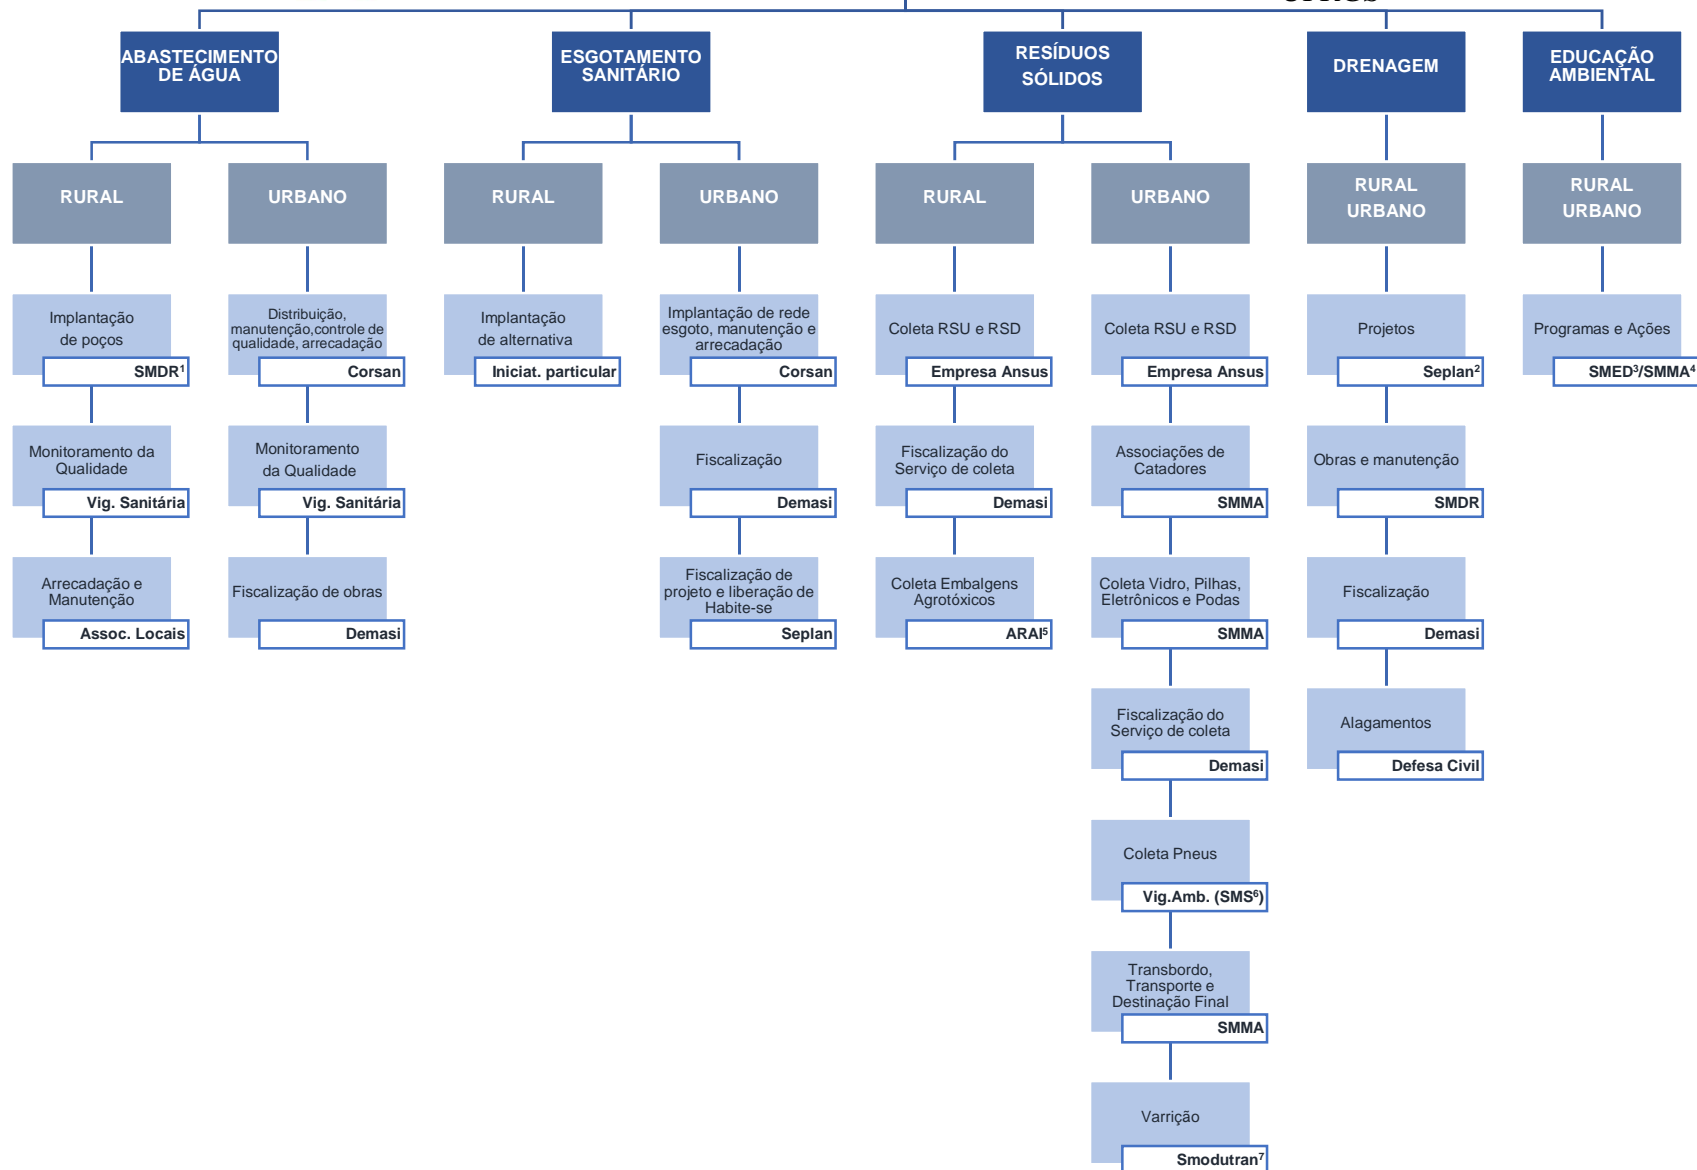 ABASTECIMENTO
DE ÁGUA
ESGOTAMENTO
SANITÁRIO
RESÍDUOS
SÓLIDOS
DRENAGEM
EDUCAÇÃO
AMBIENTAL
RURAL
URBANO
RURAL
URBANO
RURAL
URBANO
RURAL
URBANO
RURAL
URBANO
Implantação
de poços
SMDR¹
Distribuição,
manutenção,controle de
qualidade, arrecadação
Corsan
Implantação
de alternativa
Iniciat. particular
Implantação de rede
esgoto, manutenção e
arrecadação
Corsan
Coleta RSU e RSD
Empresa Ansus
Coleta RSU e RSD
Empresa Ansus
Projetos
Seplan²
Programas e Ações
SMED³/SMMA⁴
Monitoramento da
Qualidade
Vig. Sanitária
Monitoramento
da Qualidade
Vig. Sanitária
Fiscalização
Demasi
Fiscalização do
Serviço de coleta
Demasi
Associações de
Catadores
SMMA
Obras e manutenção
SMDR
Arrecadação e
Manutenção
Assoc. Locais
Fiscalização de obras
Demasi
Fiscalização de
projeto e liberação de
Habite-se
Seplan
Coleta Embalgens
Agrotóxicos
ARAI⁵
Coleta Vidro, Pilhas,
Eletrônicos e Podas
SMMA
Fiscalização
Demasi
Fiscalização do
Serviço de coleta
Demasi
Alagamentos
Defesa Civil
Coleta Pneus
Vig.Amb. (SMS⁶)
Transbordo,
Transporte e
Destinação Final
SMMA
Varrição
Smodutran⁷